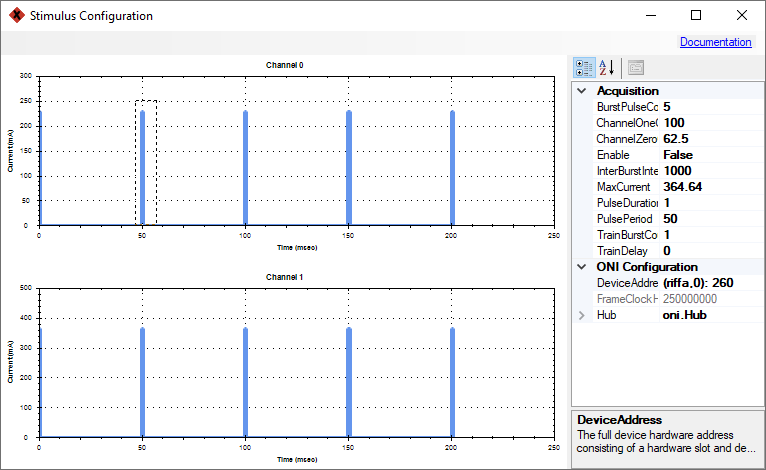 Stimulus Configuration
Documentation
Channel 0
300
250
200
150
100
50
0
Current(mA)
0 50 100 150 200 250
Time (msec)
Channel 1
500
400
300
200
100
0
Current(mA)
0 50 100 150 200 250
Time (msec)
A
Z
Acquisition
BurstPulseCo 5
ChannelOneC 100
ChannelZero 62.5
Enable False
InterBurstInte 1000
MaxCurrent 364.64
PulseDuration 1
PulsePeriod 50
TrainBurstCo 1
TrainDelay 0
ONI Configuration
DeviceAddre (riffa,0): 260
FrameClockH 250000000
Hub oni.Hub
DeviceAddress
The full device hardware address
consisting of a hardware slot and de...